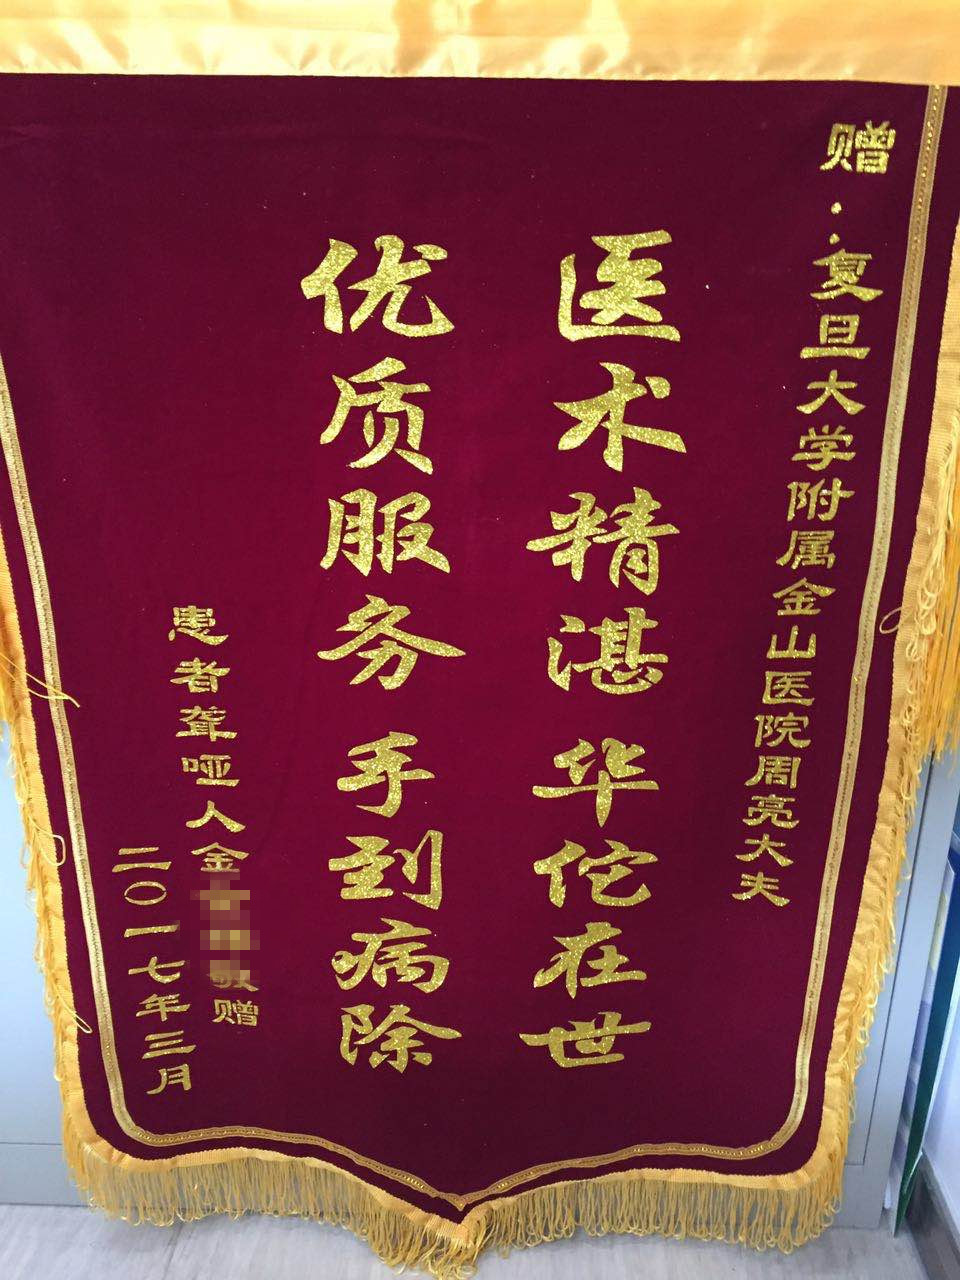 赠：复旦大学附属金山医院周亮大夫
医术精湛 华佗在世
优质服务 手到病除
患者聋哑人金敬赠
二〇一七年三月